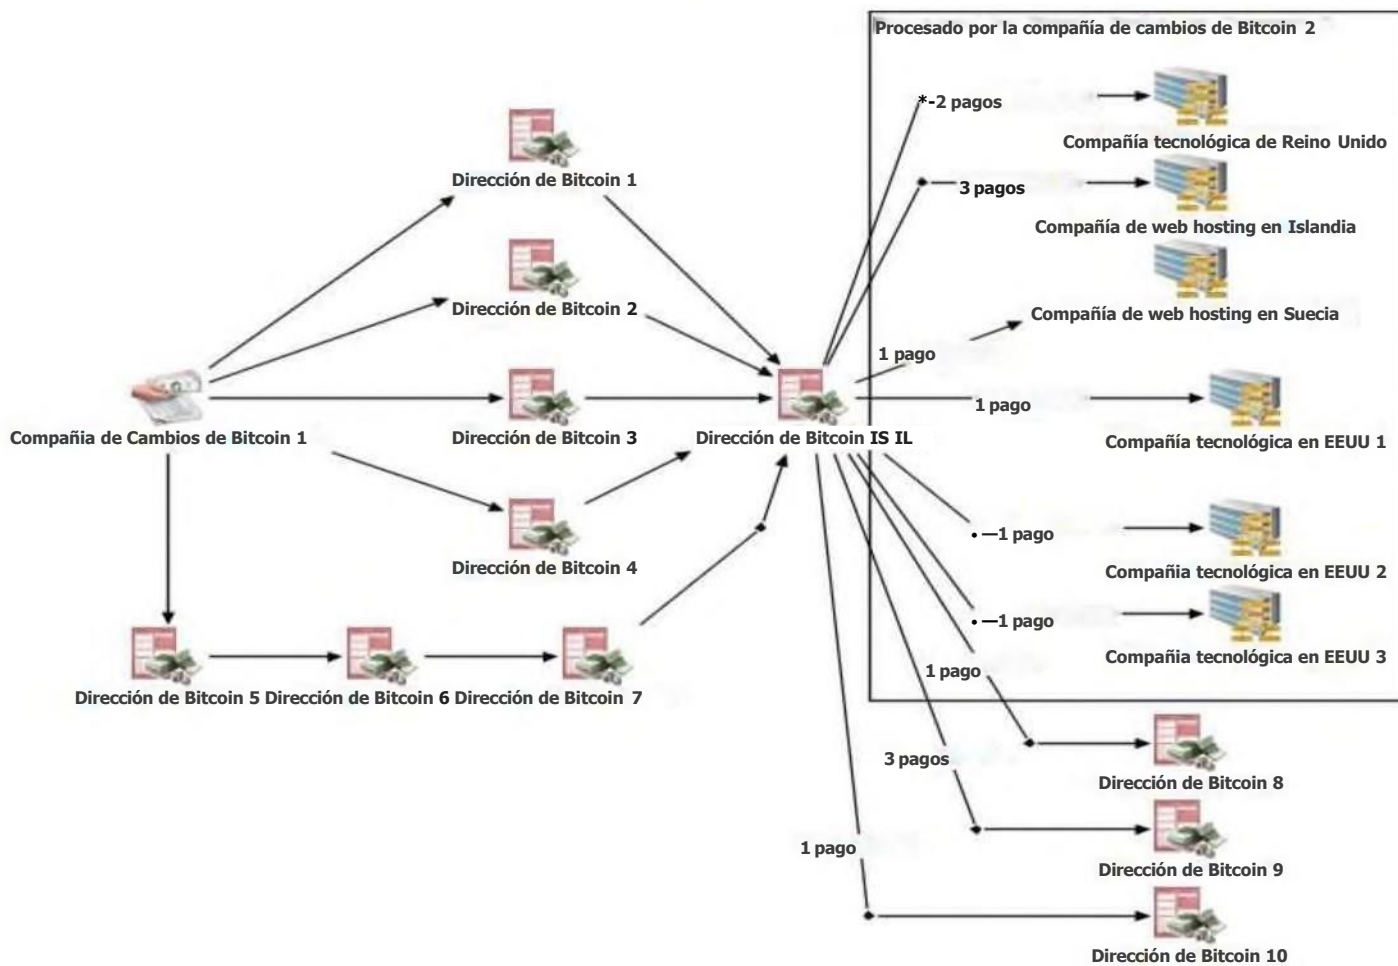 Procesado por la compañía de cambios de Bitcoin 2
*-2 pagos
Compañía tecnológica de Reino Unido
Dirección de Bitcoin 1
3 pagos
Compañía de web hosting en Islandia
Dirección de Bitcoin 2
Compañía de web hosting en Suecia
1 pago
1 pago
Compañia de Cambios de Bitcoin 1
Dirección de Bitcoin 3
Dirección de Bitcoin IS IL
Compañía tecnológica en EEUU 1
• —1 pago
Dirección de Bitcoin 4
Compañia tecnológica en EEUU 2
• —1 pago
Compañia tecnológica en EEUU 3
1 pago
Dirección de Bitcoin 5 Dirección de Bitcoin 6 Dirección de Bitcoin 7
3 pagos
Dirección de Bitcoin 8
1 pago
Dirección de Bitcoin 9
Dirección de Bitcoin 10